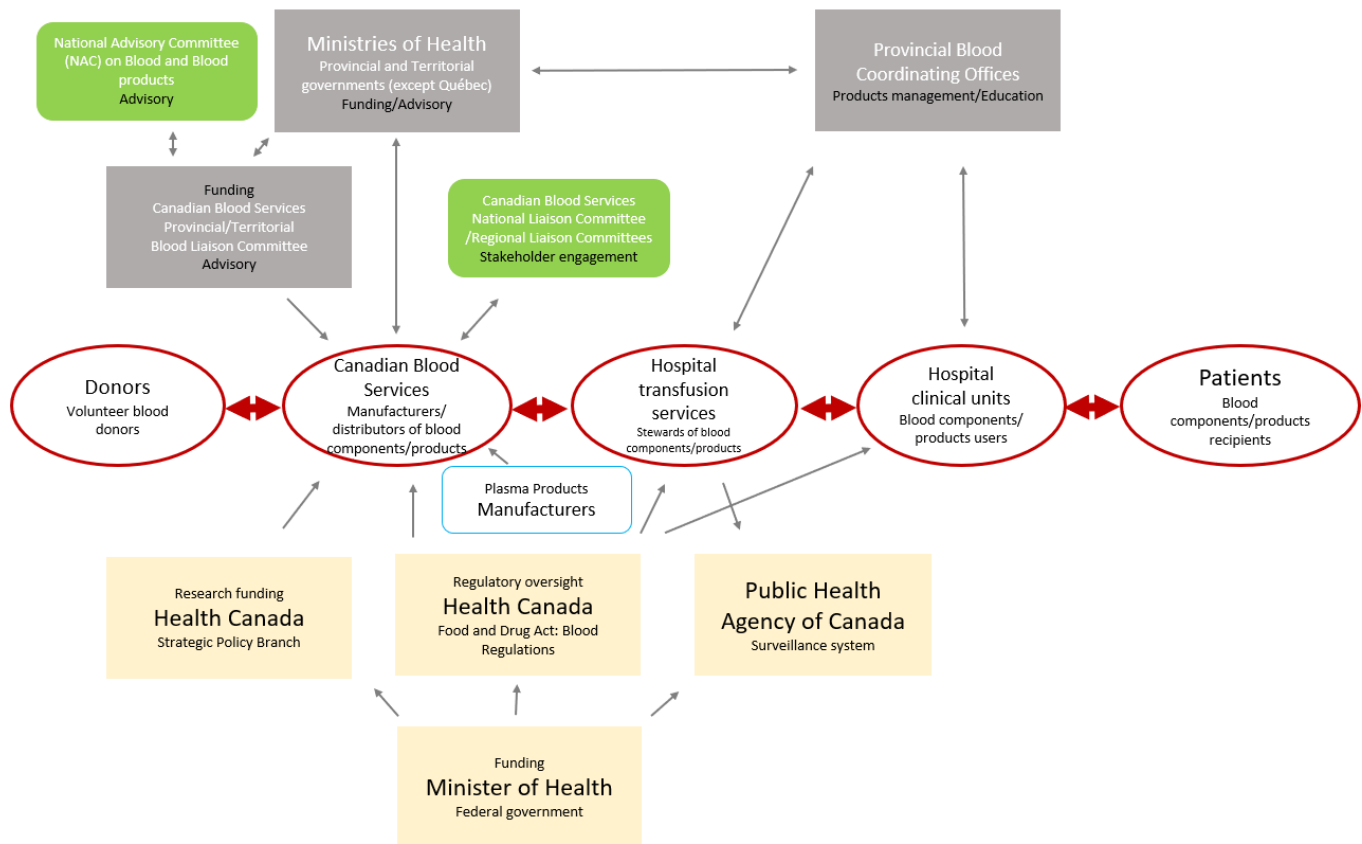 National Advisory Committee
(NAC) on Blood and Blood
products
Advisory
Ministries of Health
Provincial and Territorial
governments (except Québec)
Funding/Advisory
Provincial Blood
Coordinating Offices
Products management/Education
Funding
Canadian Blood Services
Provincial/Territorial
Blood Liaison Committee
Advisory
Canadian Blood Services
National Liaison Committee
/Regional Liaison Committees
Stakeholder engagement
Donors
Volunteer blood
donors
Canadian Blood
Services
Manufacturers/
distributors of blood
components/products
Hospital
transfusion
services
Stewards of blood
components/products
Hospital
clinical units
Blood components/
products users
Patients
Blood
components/products
recipients
Plasma Products
Manufacturers
Research funding
Health Canada
Strategic Policy Branch
Regulatory oversight
Health Canada
Food and Drug Act: Blood
Regulations
Public Health
Agency of Canada
Surveillance system
Funding
Minister of Health
Federal government